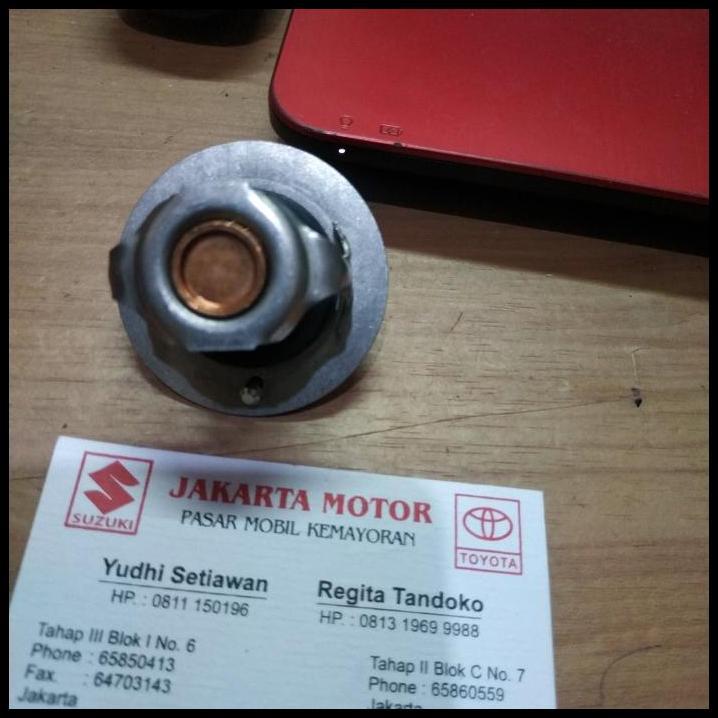 JAKARTA MOTOR
PASAR MOBIL KEMAYORAN
SUZUKI
TOYOTA
Yudhi Setiawan
HP. : 0811 150196
Tahap III Blok I No. 6
Phone : 65850413
Fax. : 64703143
Jakarta
Regita Tandoko
HP. : 0813 1969 9988
Tahap II Blok C No. 7
Phone : 65860559
Jakarta